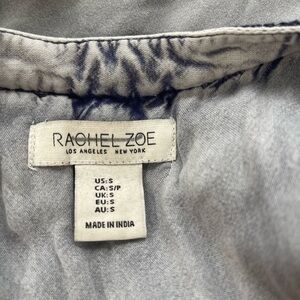 RACHEL ZOE
LOS ANGELES NEW YORK
US:S
CA:S/P
UK:S
EU:S
AU:S
MADE IN INDIA